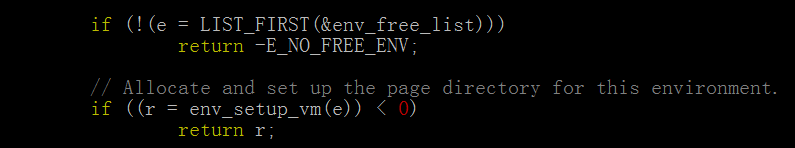 if (!(e = LIST_FIRST(&env_free_list)))
return -E_NO_FREE_ENV;
// Allocate and set up the page directory for this environment.
if ((r = env_setup_vm(e)) < 0)
return r;